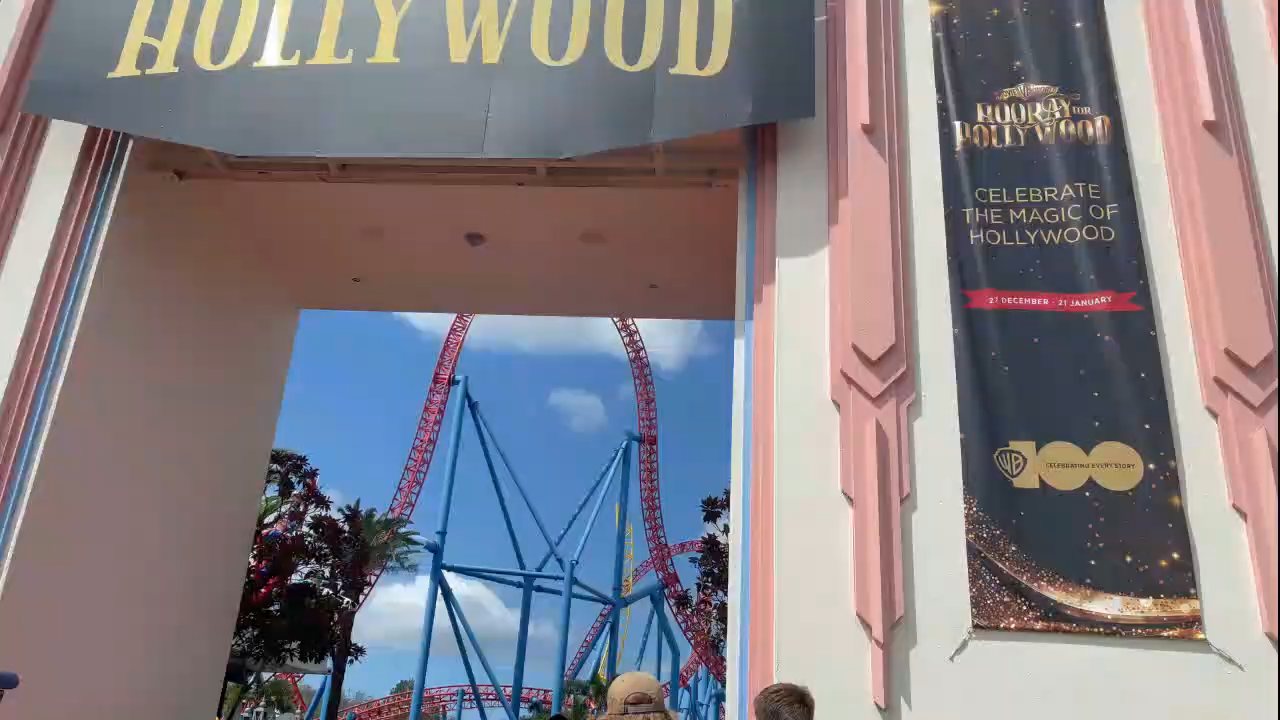 HOLLYWOOD
HOORAY FOR
HOLLYWOOD
CELEBRATE
THE MAGIC OF
HOLLYWOOD
27 DECEMBER - 21 JANUARY
WB 100
CELEBRATING EVERY STORY